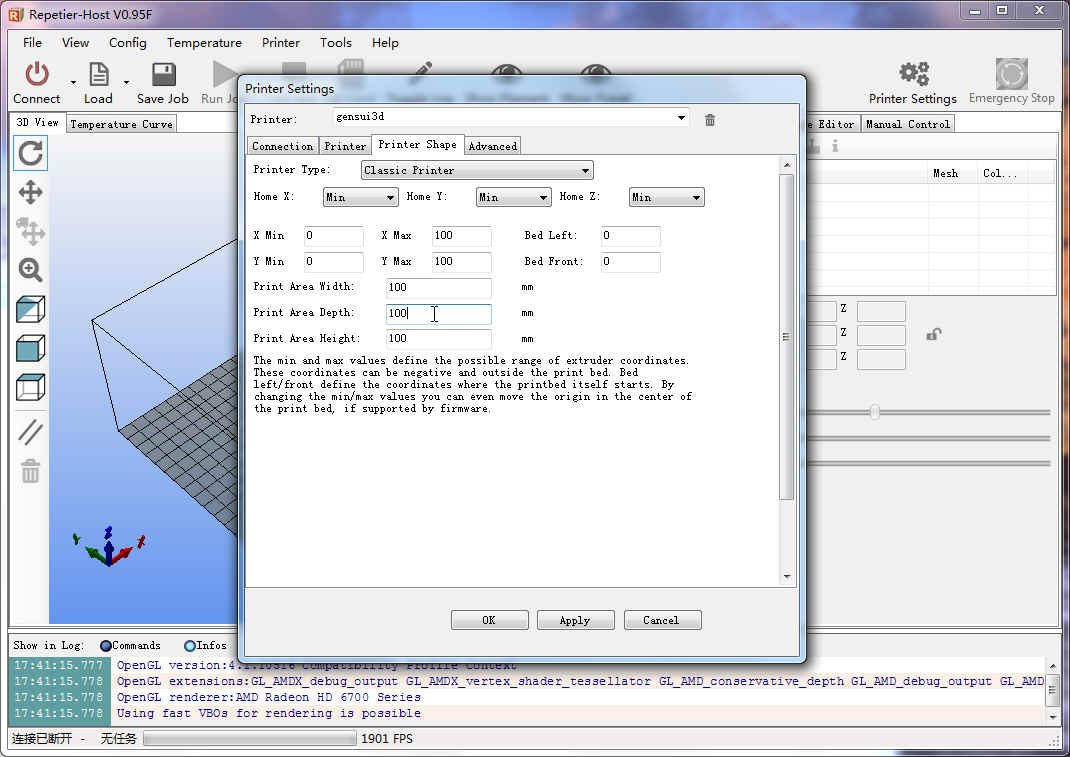 Repetier-Host V0.95F
File View Config Temperature Printer Tools Help
Connect Load Save Job Run Printer Settings Emergency Stop
Printer Settings
Printer: gensui3d
3D View Temperature Curve Editor Manual Control
Connection Printer Printer Shape Advanced
Printer Type: Classic Printer
Mesh Col...
Home X: Min Home Y: Min Home Z: Min
X Min 0 X Max 100 Bed Left: 0
Y Min 0 Y Max 100 Bed Front: 0
Print Area Width: 100 mm
Print Area Depth: 100 mm
Z
Print Area Height: 100 mm
Z
Z
The min and max values define the possible range of extruder coordinates.
These coordinates can be negative and outside the print bed. Bed
left/front define the coordinates where the printbed itself starts. By
changing the min/max values you can even move the origin in the center of
the print bed, if supported by firmware.
Y Z X
OK Apply Cancel
Show in Log: Commands Infos
17:41:15.777 OpenGL version:4. Compatibility Profile Context
17:41:15.778 OpenGL extensions:GL_AMDX_debug_output GL_AMDX_vertex_shader_tessellator GL_AMD_conservative_depth GL_AMD_debug_output GL_AMD
17:41:15.778 OpenGL renderer:AMD Radeon HD 6700 Series
17:41:15.778 Using fast VBOs for rendering is possible
连接已断开 - 无任务 1901 FPS